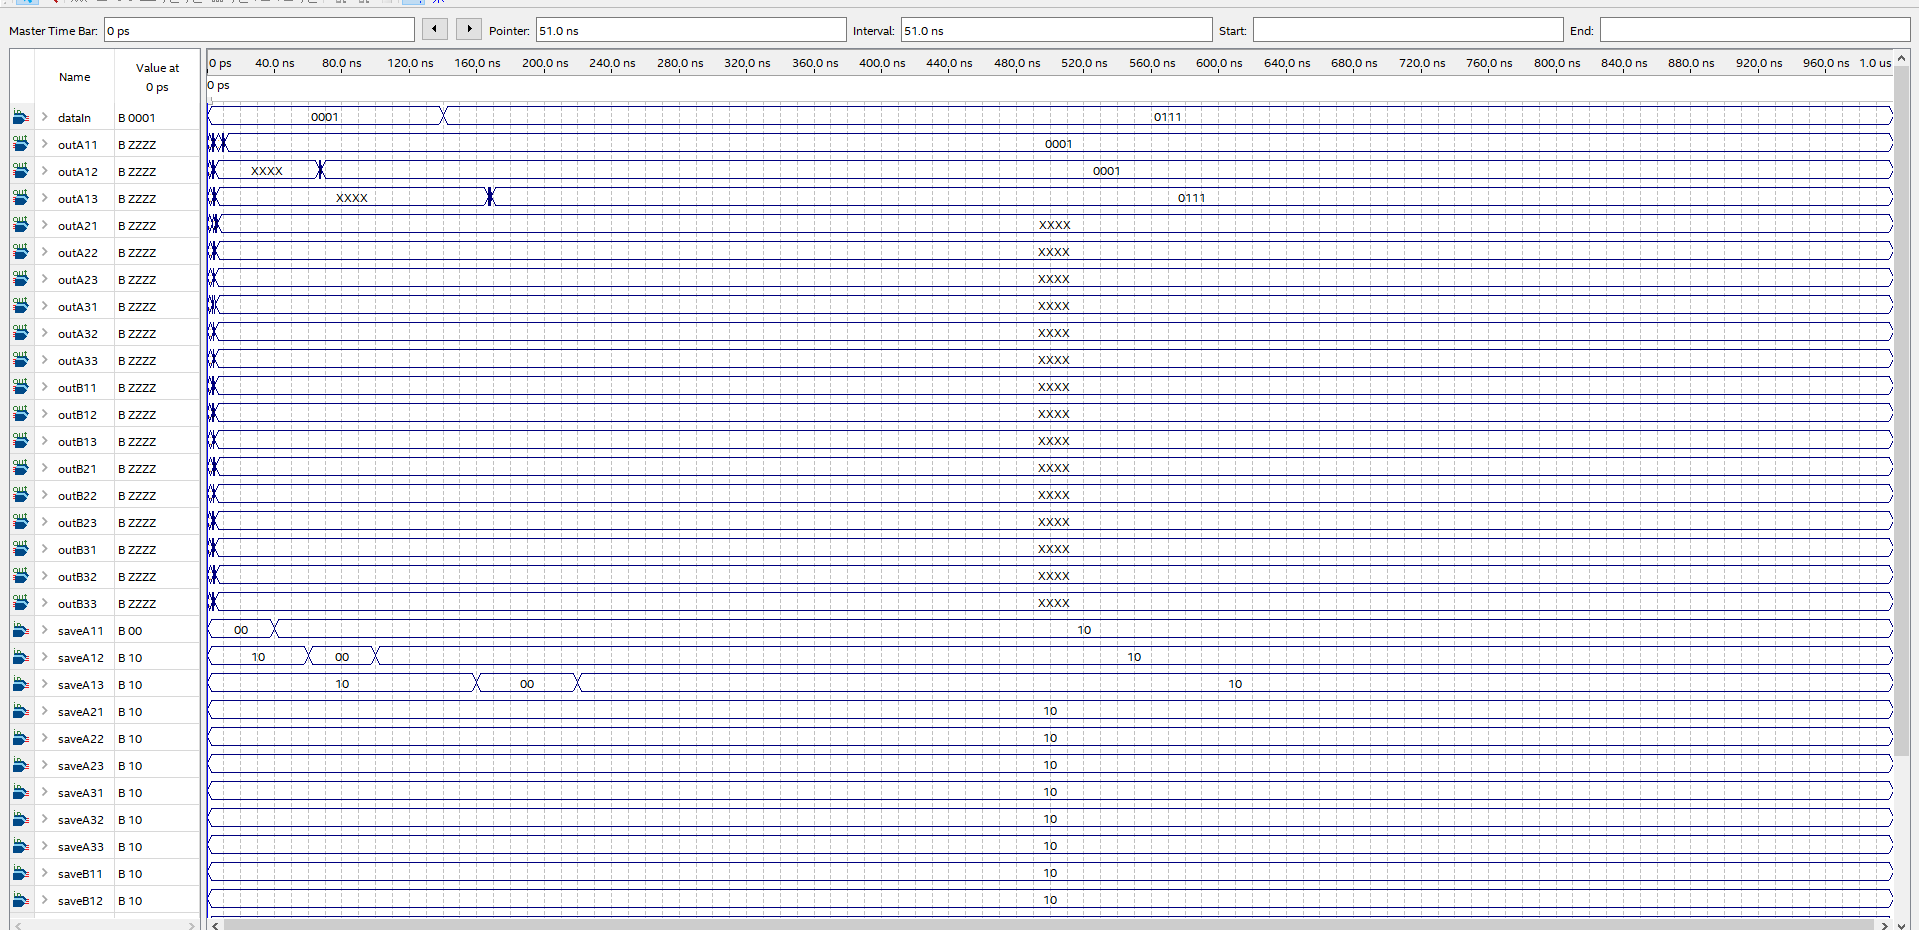 Master Time Bar: 0 ps Pointer: 51.0 ns Interval: 51.0 ns Start: End:
Name Value at 0 ps
0 ps 40.0 ns 80.0 ns 120.0 ns 160.0 ns 200.0 ns 240.0 ns 280.0 ns 320.0 ns 360.0 ns 400.0 ns 440.0 ns 480.0 ns 520.0 ns 560.0 ns 600.0 ns 640.0 ns 680.0 ns 720.0 ns 760.0 ns 800.0 ns 840.0 ns 880.0 ns 920.0 ns 960.0 ns 1.0 us
0 ps
dataIn B 0001 0001 0111
outA11 B ZZZZ 0001
outA12 B ZZZZ XXXX 0001
outA13 B ZZZZ XXXX 0111
outA21 B ZZZZ XXXX
outA22 B ZZZZ XXXX
outA23 B ZZZZ XXXX
outA31 B ZZZZ XXXX
outA32 B ZZZZ XXXX
outA33 B ZZZZ XXXX
outB11 B ZZZZ XXXX
outB12 B ZZZZ XXXX
outB13 B ZZZZ XXXX
outB21 B ZZZZ XXXX
outB22 B ZZZZ XXXX
outB23 B ZZZZ XXXX
outB31 B ZZZZ XXXX
outB32 B ZZZZ XXXX
outB33 B ZZZZ XXXX
saveA11 B 00 00 10
saveA12 B 10 10 00 10
saveA13 B 10 10 00 10
saveA21 B 10 10
saveA22 B 10 10
saveA23 B 10 10
saveA31 B 10 10
saveA32 B 10 10
saveA33 B 10 10
saveB11 B 10 10
saveB12 B 10 10